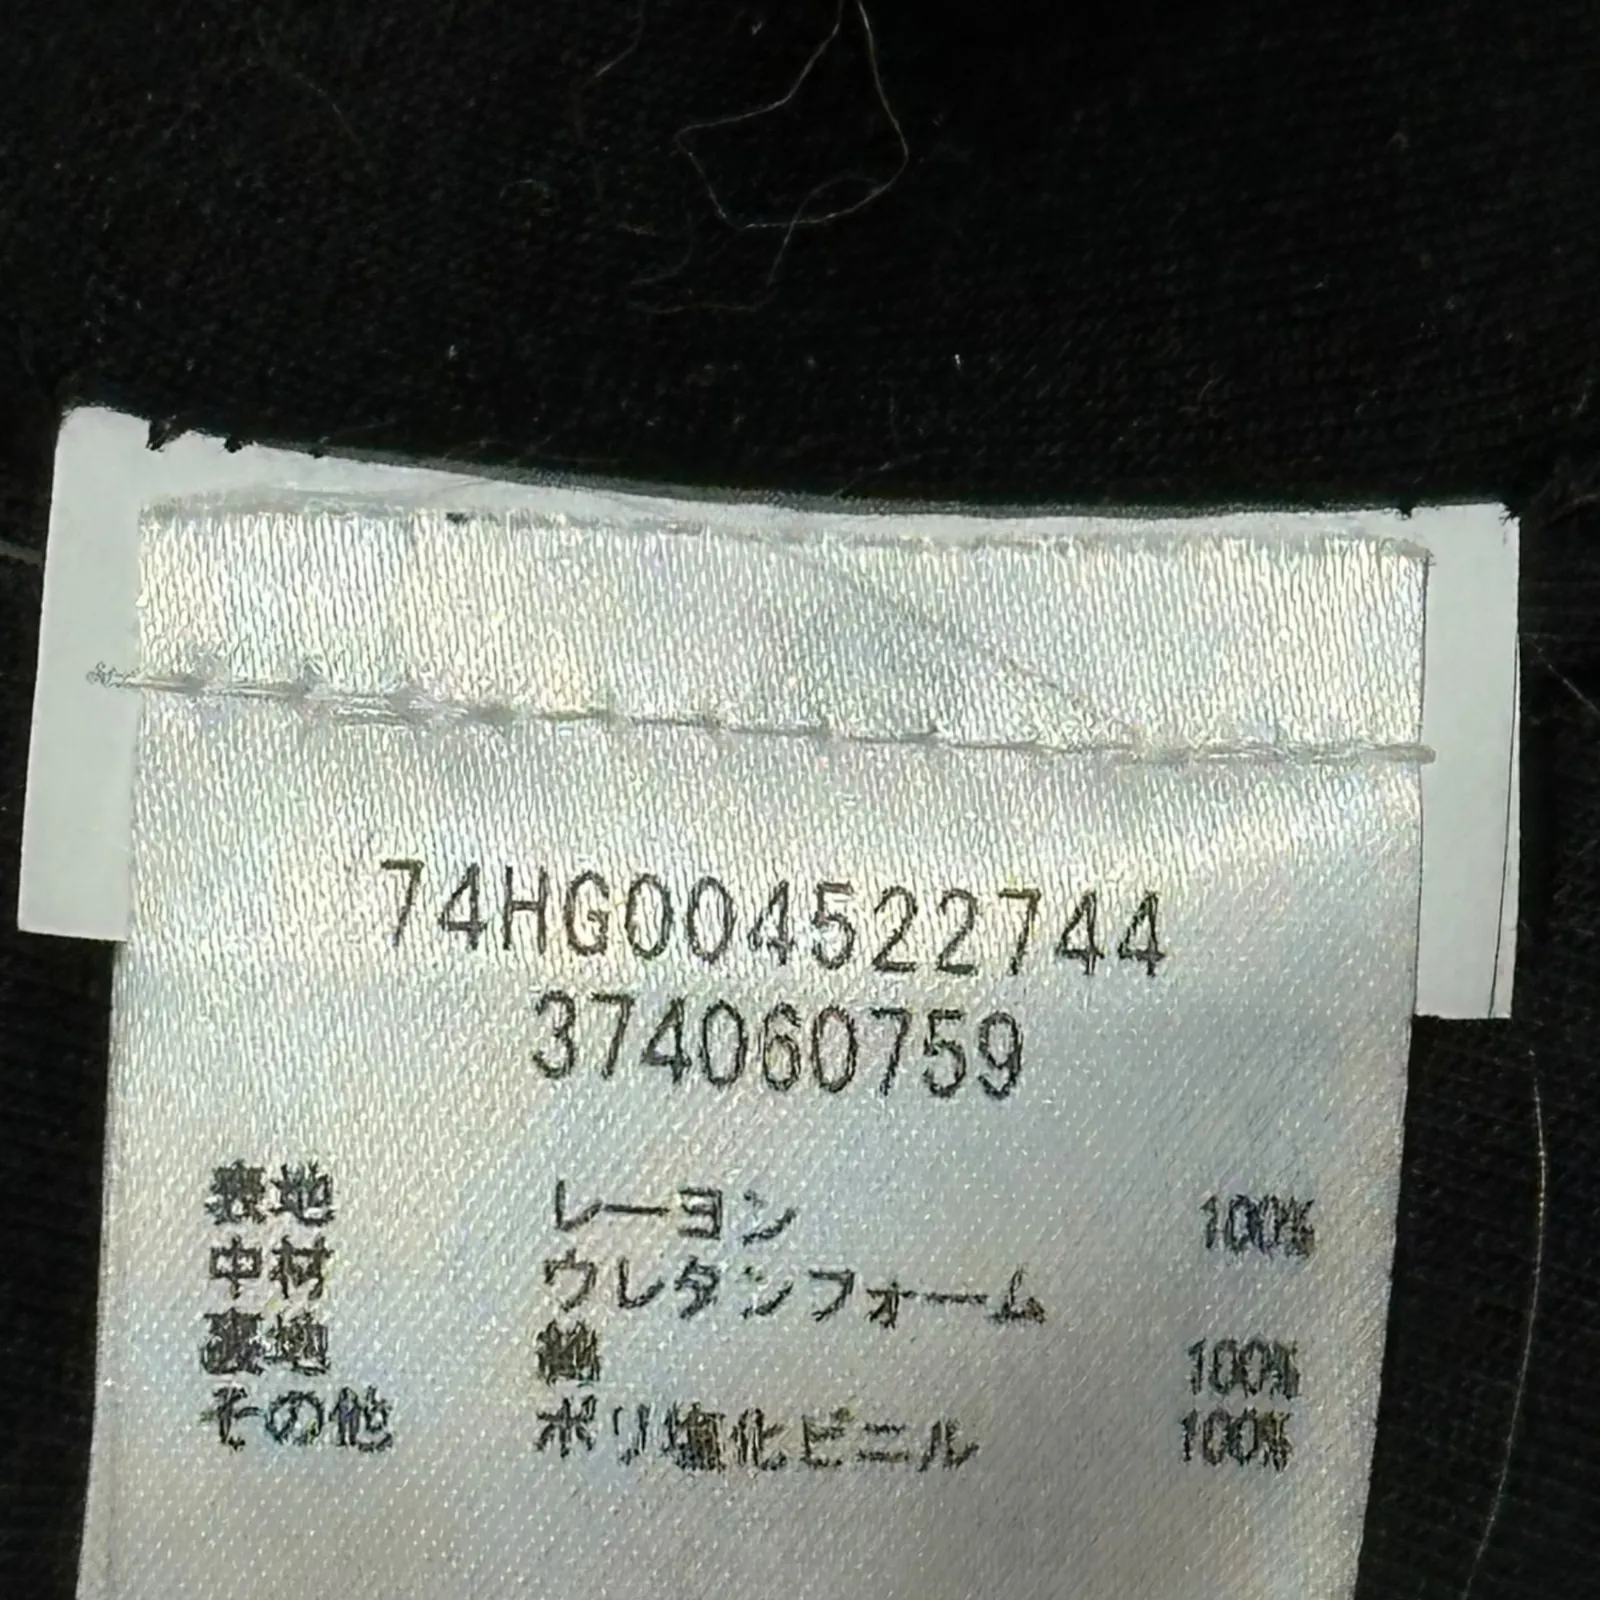 74HG004522744
374060759
表地 レーヨン 100%
中材 ウレタンフォーム
裏地 綿 100%
その他 ポリ塩化ビニル 100%